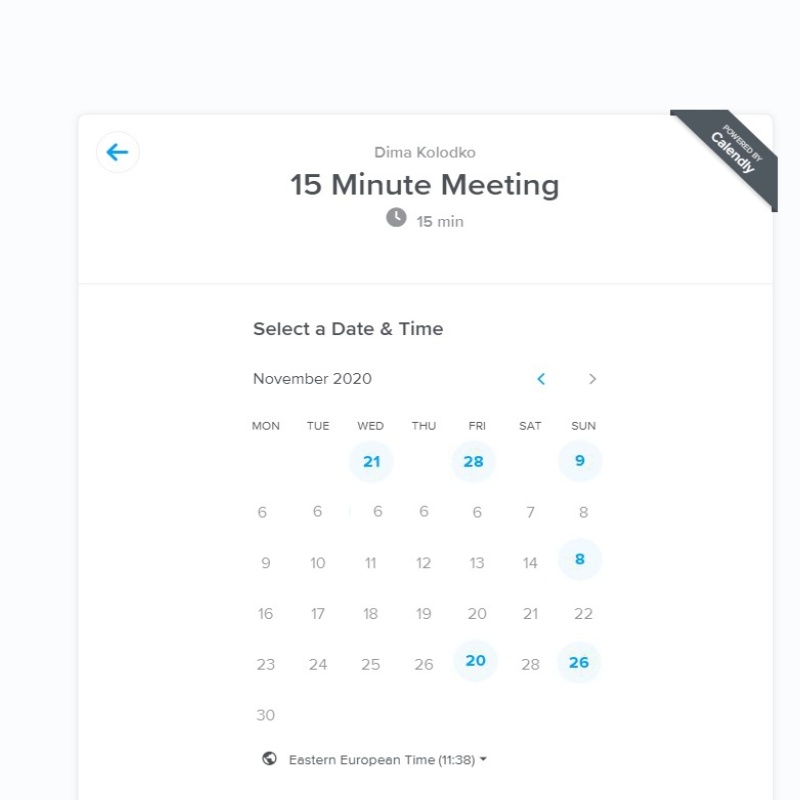 POWERED BY
Calendly
Dima Kolodko
15 Minute Meeting
15 min
Select a Date & Time
November 2020
MON TUE WED THU FRI SAT SUN
21 28 9
6 6 6 6 6 7 8
9 10 11 12 13 14 8
16 17 18 19 20 21 22
23 24 25 26 20 28 26
30
Eastern European Time (11:38)